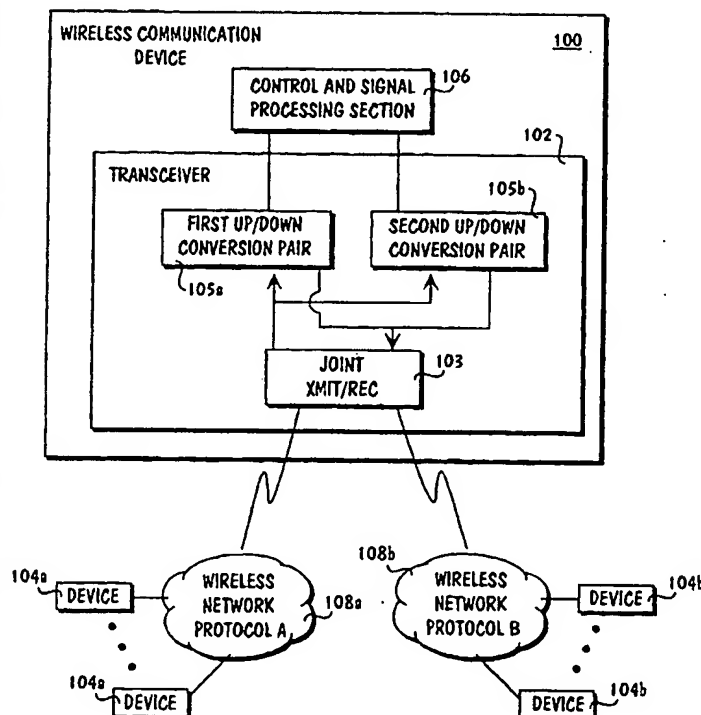 WIRELESS COMMUNICATION
DEVICE
100
CONTROL AND SIGNAL
PROCESSING SECTION
106
102
TRANSCEIVER
105b
FIRST UP/DOWN
CONVERSION PAIR
SECOND UP/DOWN
CONVERSION PAIR
105a
JOINT
XMIT/REC
103
104a
DEVICE
WIRELESS
NETWORK
PROTOCOL A
108a
108b
WIRELESS
NETWORK
PROTOCOL B
104b
DEVICE
104a
DEVICE
104b
DEVICE